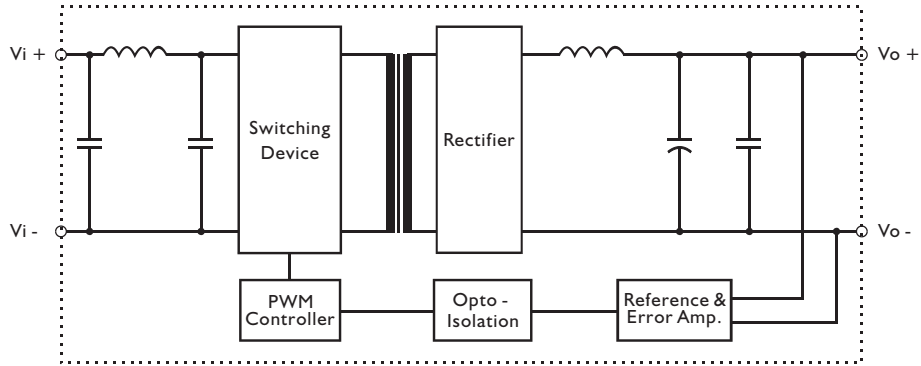 Vi +
Vo +
Switching
Device
Rectifier
Vi -
Vo -
PWM
Controller
Opto -
Isolation
Reference &
Error Amp.